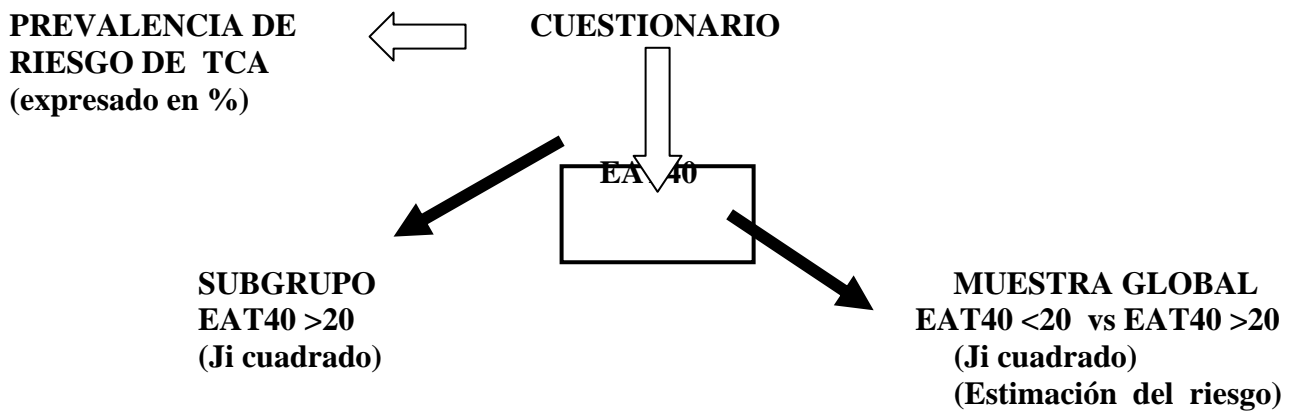 PREVALENCIA DE
RIESGO DE TCA
(expresado en %)
CUESTIONARIO
SUBGRUPO
EAT40 >20
(Ji cuadrado)
MUESTRA GLOBAL
EAT40 <20 vs EAT40 >20
(Ji cuadrado)
(Estimación del riesgo)